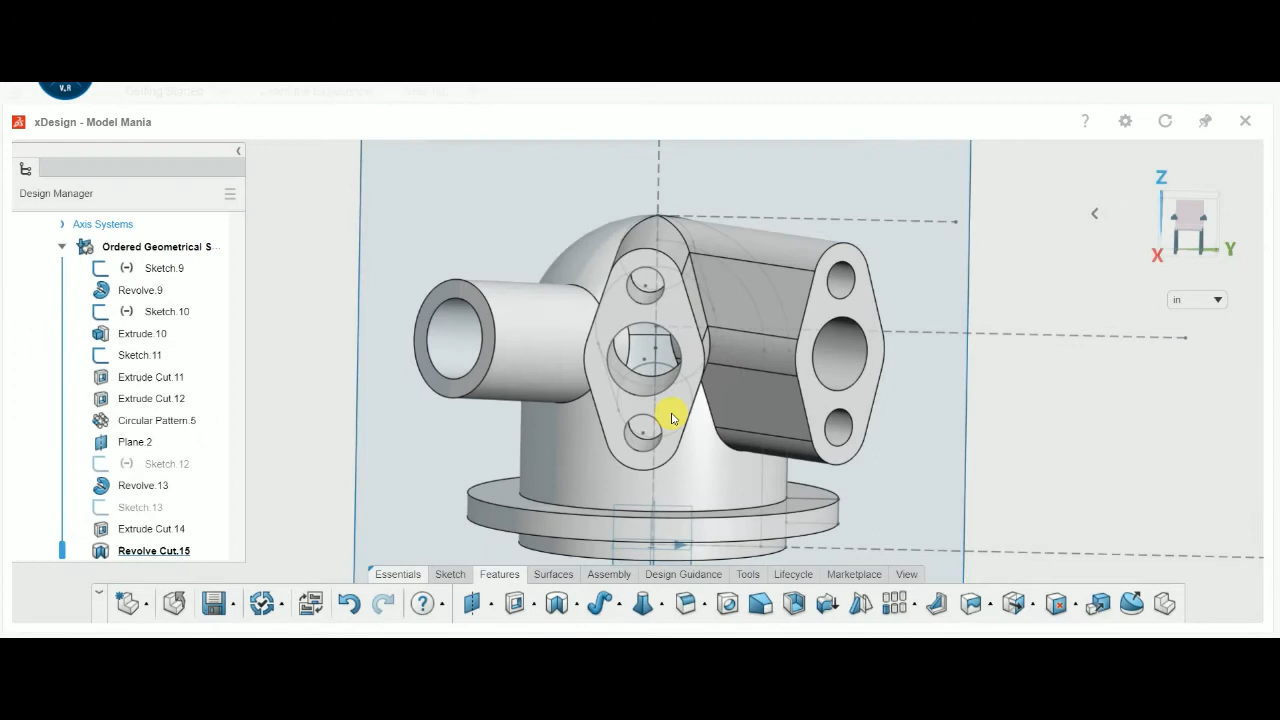 V.R
xDesign - Model Mania
Design Manager
Axis Systems
Ordered Geometrical S...
(-) Sketch.9
Revolve.9
(-) Sketch.10
Extrude.10
Sketch.11
Extrude Cut.11
Extrude Cut.12
Circular Pattern.5
Plane.2
(-) Sketch.12
Revolve.13
Sketch.13
Extrude Cut.14
Revolve Cut.15
Z
X
Y
in
Essentials Sketch Features Surfaces Assembly Design Guidance Tools Lifecycle Marketplace View